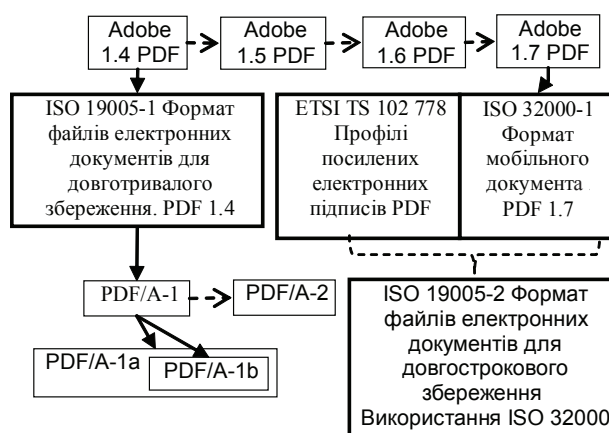 Adobe
1.4 PDF
Adobe
1.5 PDF
Adobe
1.6 PDF
Adobe
1.7 PDF
ISO 19005-1 Формат
файлів електронних
документів для
довготривалого
збереження. PDF 1.4
ETSI TS 102 778
Профілі
посилених
електронних
підписів PDF
ISO 32000-1
Формат
мобільного
документа
PDF 1.7
PDF/A-1
PDF/A-2
PDF/A-1a
PDF/A-1b
ISO 19005-2 Формат
файлів електронних
документів для
довгострокового
збереження
Використання ISO 32000